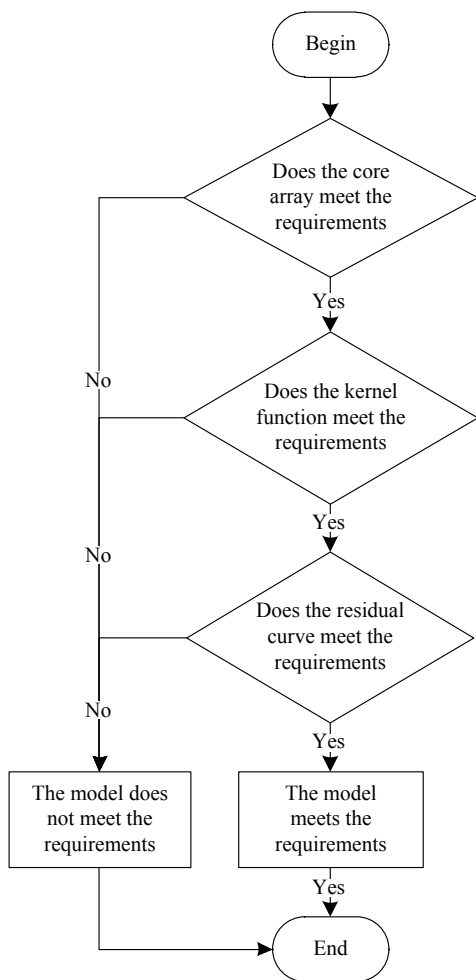 Begin
Does the core
array meet the
requirements
Yes
No
Does the kernel
function meet the
requirements
Yes
No
Does the residual
curve meet the
requirements
No
Yes
The model does
not meet the
requirements
The model
meets the
requirements
Yes
End